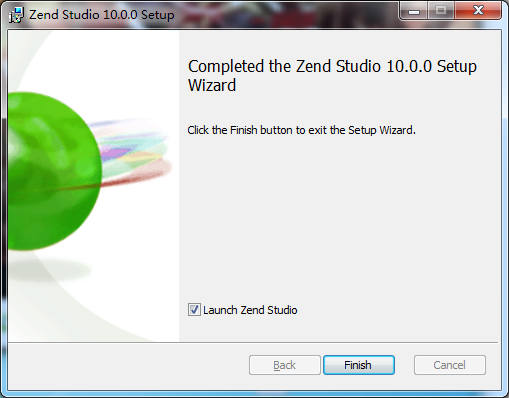 Zend Studio 10.0.0 Setup
Completed the Zend Studio 10.0.0 Setup
Wizard
Click the Finish button to exit the Setup Wizard.
Launch Zend Studio
Back
Finish
Cancel